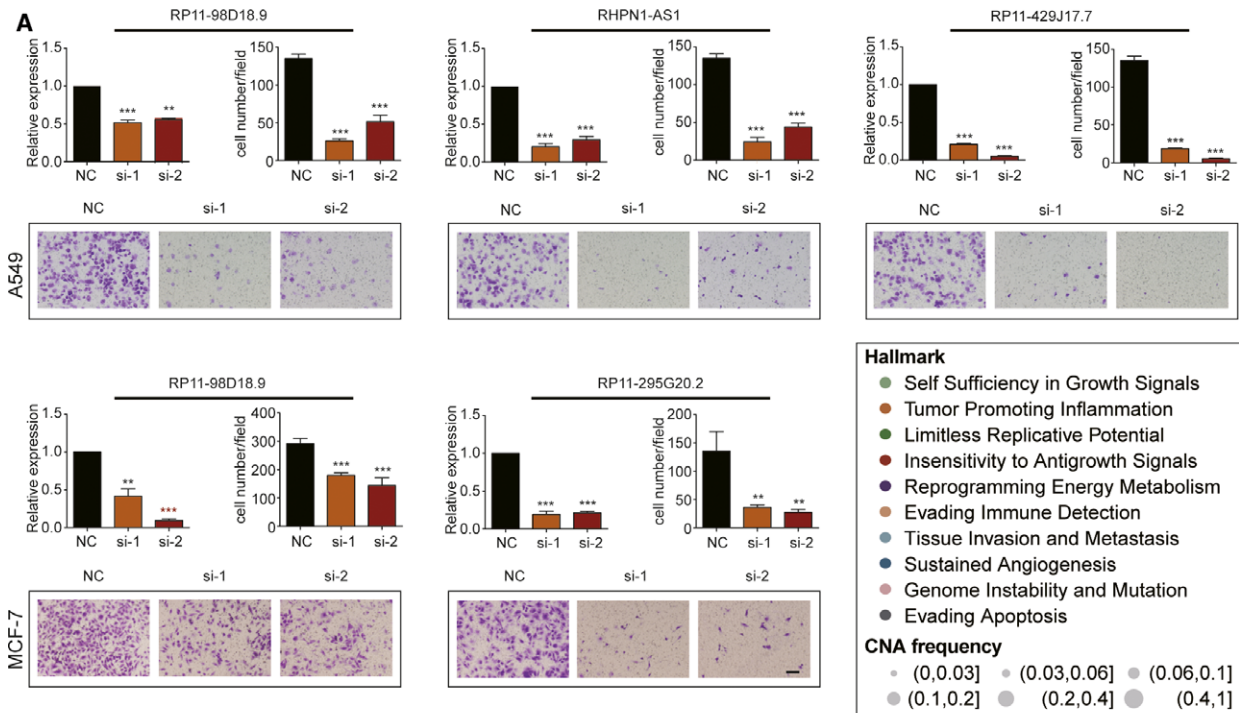 A
RP11-98D18.9
Relative expression
1.5
1.0
0.5
0.0
*** **
NC si-1 si-2
cell number/field
150
100
50
0
*** ***
NC si-1 si-2
RHPN1-AS1
Relative expression
1.5
1.0
0.5
0.0
*** ***
NC si-1 si-2
cell number/field
150
100
50
0
*** ***
NC si-1 si-2
RP11-429J17.7
Relative expression
1.5
1.0
0.5
0.0
*** ***
NC si-1 si-2
cell number/field
150
100
50
0
*** ***
NC si-1 si-2
A549
NC si-1 si-2
NC si-1 si-2
NC si-1 si-2
RP11-98D18.9
Relative expression
1.5
1.0
0.5
0.0
** ***
NC si-1 si-2
cell number/field
400
300
200
100
0
*** ***
NC si-1 si-2
RP11-295G20.2
Relative expression
1.5
1.0
0.5
0.0
*** ***
NC si-1 si-2
cell number/field
200
150
100
50
0
** **
NC si-1 si-2
MCF-7
NC si-1 si-2
NC si-1 si-2
Hallmark
Self Sufficiency in Growth Signals
Tumor Promoting Inflammation
Limitless Replicative Potential
Insensitivity to Antigrowth Signals
Reprogramming Energy Metabolism
Evading Immune Detection
Tissue Invasion and Metastasis
Sustained Angiogenesis
Genome Instability and Mutation
Evading Apoptosis
CNA frequency
(0,0.03] (0.03,0.06] (0.06,0.1]
(0.1,0.2] (0.2,0.4] (0.4,1]